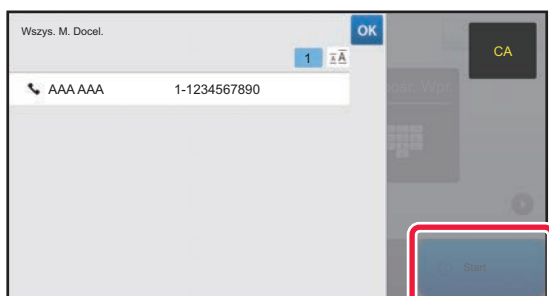 Wszys. M. Docel.
OK
CA
1
AAA AAA 1-1234567890
Start